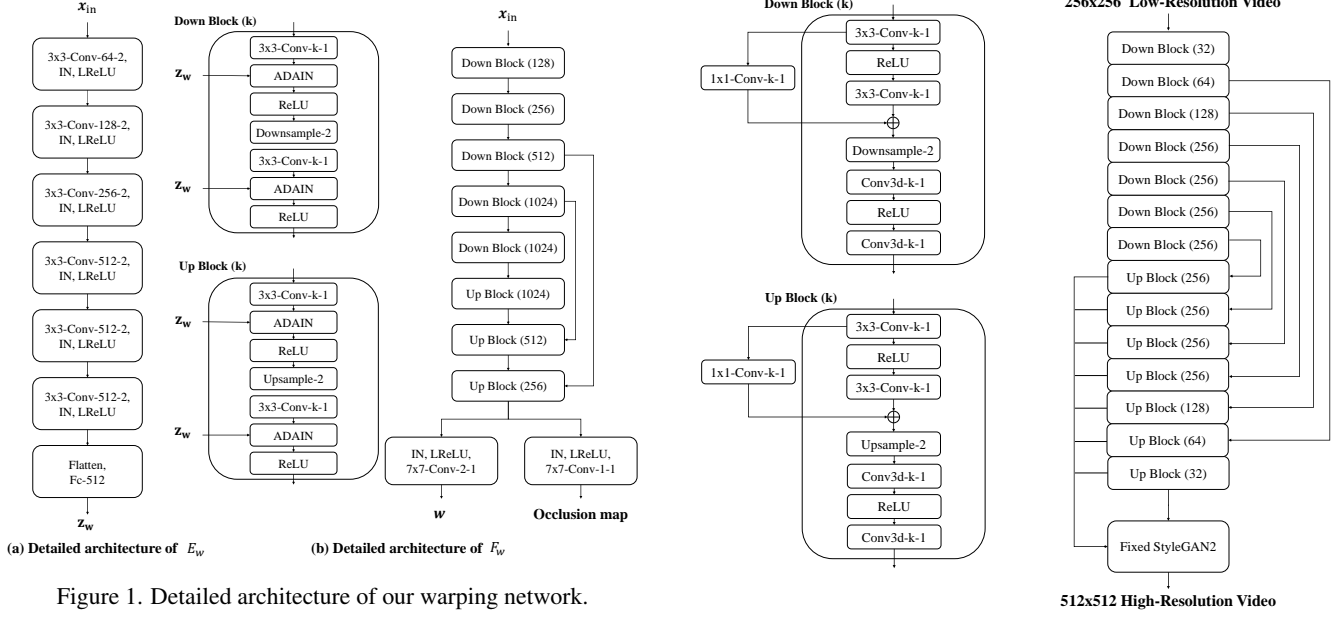 x_in
3x3-Conv-64-2,
IN, LReLU
3x3-Conv-128-2,
IN, LReLU
3x3-Conv-256-2,
IN, LReLU
3x3-Conv-512-2,
IN, LReLU
3x3-Conv-512-2,
IN, LReLU
3x3-Conv-512-2,
IN, LReLU
Flatten,
Fc-512
z_w
(a) Detailed architecture of E_w
Down Block (k)
3x3-Conv-k-1
z_w
ADAIN
ReLU
Downsample-2
3x3-Conv-k-1
z_w
ADAIN
ReLU
Up Block (k)
3x3-Conv-k-1
z_w
ADAIN
ReLU
Upsample-2
3x3-Conv-k-1
z_w
ADAIN
ReLU
x_in
Down Block (128)
Down Block (256)
Down Block (512)
Down Block (1024)
Down Block (1024)
Up Block (1024)
Up Block (512)
Up Block (256)
IN, LReLU,
7x7-Conv-2-1
IN, LReLU,
7x7-Conv-1-1
w
Occlusion map
(b) Detailed architecture of F_w
Figure 1. Detailed architecture of our warping network.
Down Block (k)
3x3-Conv-k-1
ReLU
1x1-Conv-k-1
3x3-Conv-k-1
Downsample-2
Conv3d-k-1
ReLU
Conv3d-k-1
Up Block (k)
3x3-Conv-k-1
ReLU
1x1-Conv-k-1
3x3-Conv-k-1
Upsample-2
Conv3d-k-1
ReLU
Conv3d-k-1
256x256 Low-Resolution Video
Down Block (32)
Down Block (64)
Down Block (128)
Down Block (256)
Down Block (256)
Down Block (256)
Down Block (256)
Up Block (256)
Up Block (256)
Up Block (256)
Up Block (256)
Up Block (128)
Up Block (64)
Up Block (32)
Fixed StyleGAN2
512x512 High-Resolution Video